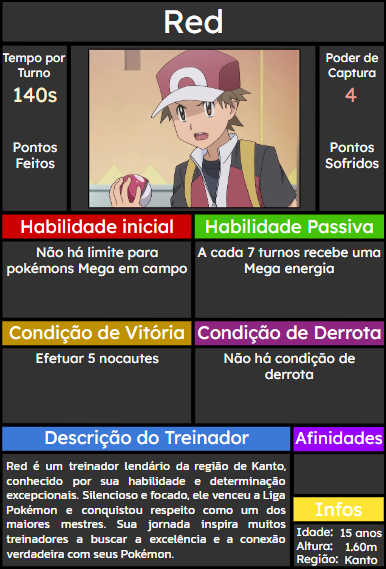 Red
Tempo por
Turno
140s
Pontos
Feitos
Poder de
Captura
4
Pontos
Sofridos
Habilidade inicial
Não há limite para
pokémons Mega em campo
Habilidade Passiva
A cada 7 turnos recebe uma
Mega energia
Condição de Vitória
Efetuar 5 nocautes
Condição de Derrota
Não há condição de
derrota
Descrição do Treinador
Red é um treinador lendário da região de Kanto,
conhecido por sua habilidade e determinação
excepcionais. Silencioso e focado, ele venceu a Liga
Pokémon e conquistou respeito como um dos
maiores mestres. Sua jornada inspira muitos
treinadores a buscar a excelência e a conexão
verdadeira com seus Pokémon.
Afinidades
Infos
Idade: 15 anos
Altura: 1.60m
Região: Kanto